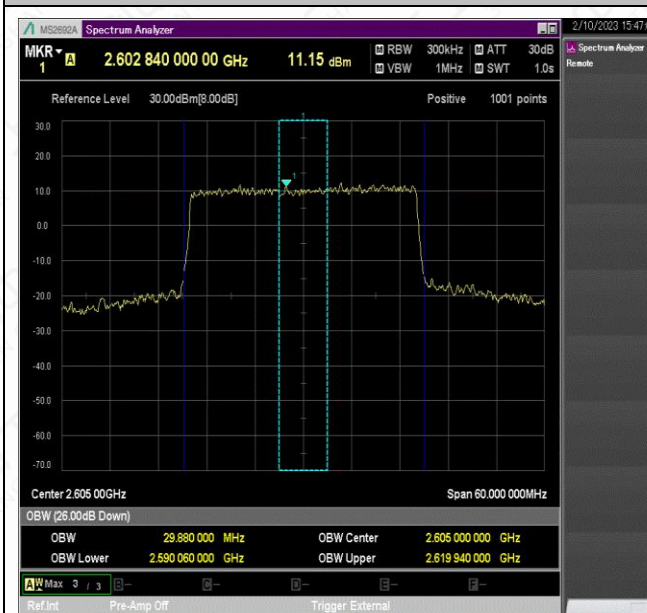 MS2692A Spectrum Analyzer 2/10/2023 15:47:
MKR A 2.602 840 000 00 GHz 11.15 dBm M RBW 300kHz M ATT 30dB
1 M VBW 1MHz M SWT 1.0s
Spectrum Analyzer
Remote
Reference Level 30.00dBm[8.00dB] Positive 1001 points
1
30.0
20.0
1
10.0
0.0
-10.0
-20.0
-30.0
-40.0
-50.0
-60.0
-70.0
Center 2.605 00GHz Span 60.000 000MHz
OBW (26.00dB Down)
OBW 29.880 000 MHz OBW Center 2.605 000 000 GHz
OBW Lower 2.590 060 000 GHz OBW Upper 2.619 940 000 GHz
A W Max 3 / 3 B- C- D- E- F-
Ref.Int Pre-Amp Off Trigger External